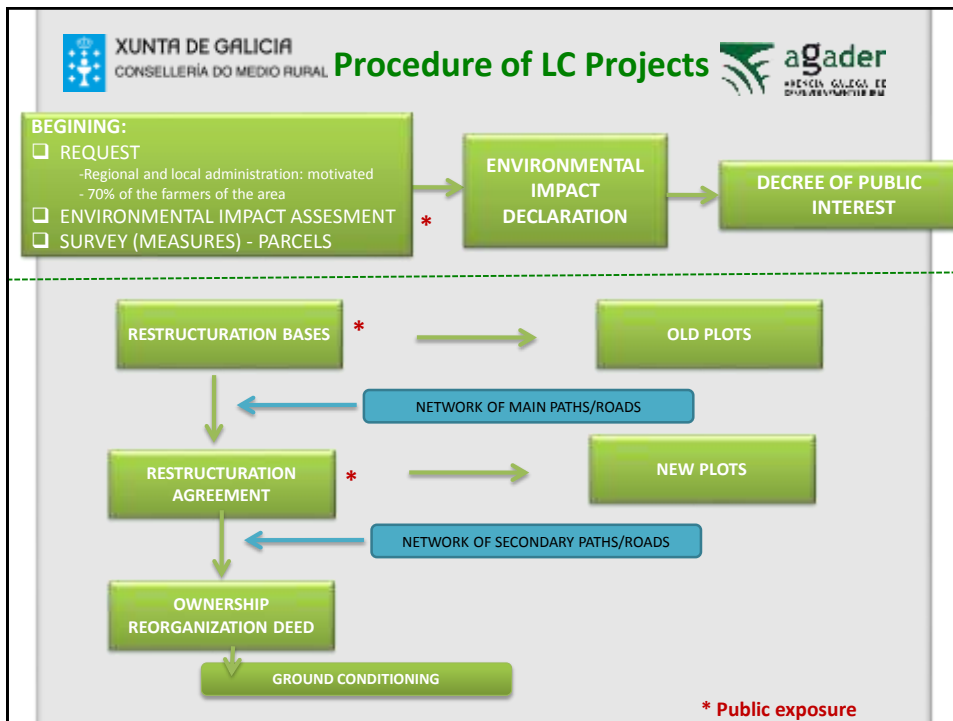 XUNTA DE GALICIA
CONSELLERÍA DO MEDIO RURAL
Procedure of LC Projects
agader
AXENCIA GALEGA DE
BEGINING:
❑ REQUEST
-Regional and local administration: motivated
- 70% of the farmers of the area
❑ ENVIRONMENTAL IMPACT ASSESMENT *
❑ SURVEY (MEASURES) - PARCELS
ENVIRONMENTAL
IMPACT
DECLARATION
DECREE OF PUBLIC
INTEREST
RESTRUCTURATION BASES *
OLD PLOTS
NETWORK OF MAIN PATHS/ROADS
RESTRUCTURATION
AGREEMENT *
NEW PLOTS
NETWORK OF SECONDARY PATHS/ROADS
OWNERSHIP
REORGANIZATION DEED
GROUND CONDITIONING
* Public exposure